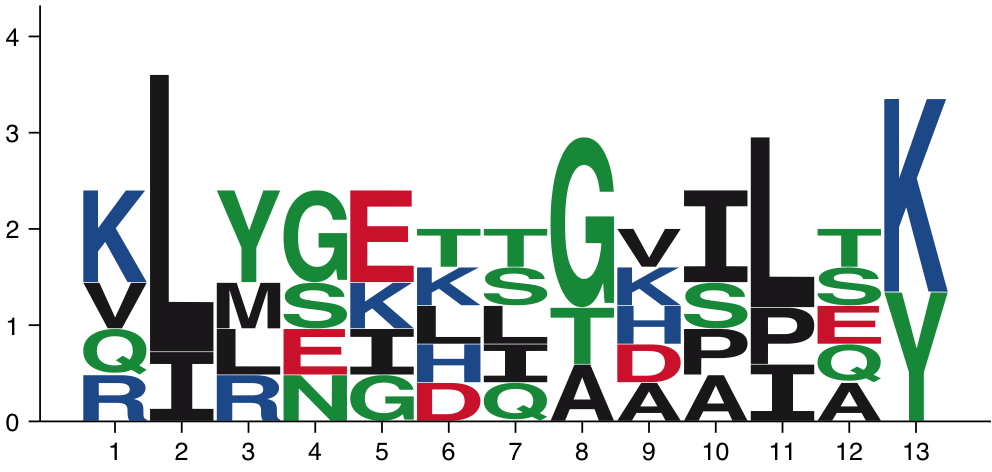 4
3
2
1
0
K L Y G E T T G V I L T K
V I M S K K S T K S P S Y
Q L E I L L A H P I E
R R N G H I D A Q
D Q A A
1 2 3 4 5 6 7 8 9 10 11 12 13